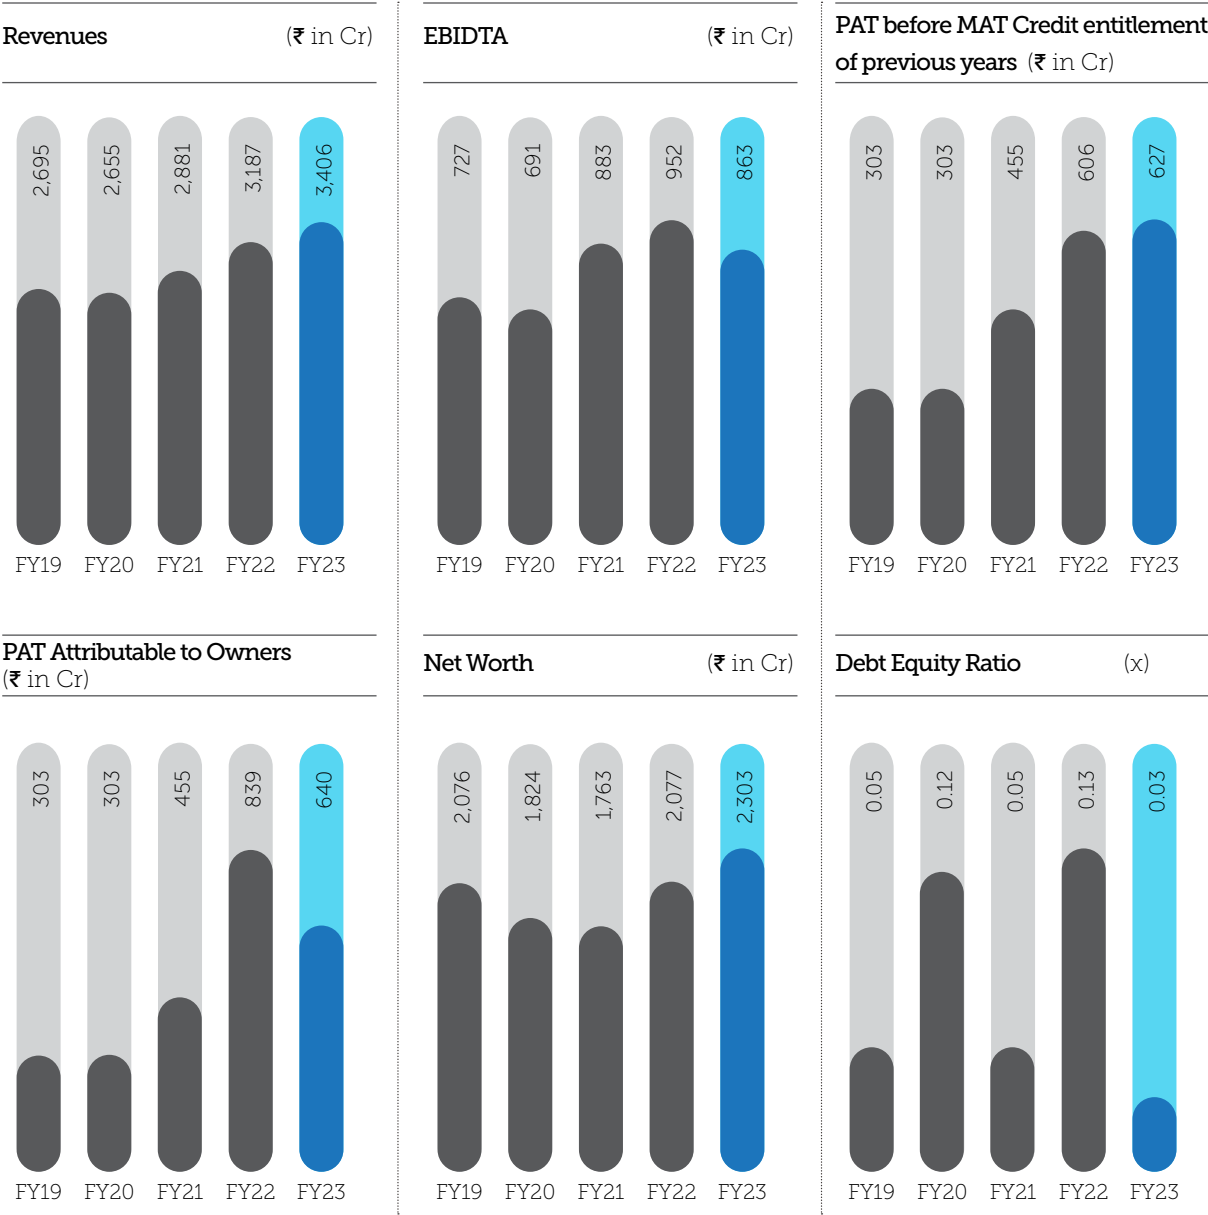 Revenues (₹ in Cr)
2,695 2,655 2,881 3,187 3,406
FY19 FY20 FY21 FY22 FY23
EBIDTA (₹ in Cr)
727 691 883 952 863
FY19 FY20 FY21 FY22 FY23
PAT before MAT Credit entitlement
of previous years (₹ in Cr)
303 303 455 606 627
FY19 FY20 FY21 FY22 FY23
PAT Attributable to Owners
(₹ in Cr)
303 303 455 839 640
FY19 FY20 FY21 FY22 FY23
Net Worth (₹ in Cr)
2,076 1,824 1,763 2,077 2,303
FY19 FY20 FY21 FY22 FY23
Debt Equity Ratio (x)
0.05 0.12 0.05 0.13 0.03
FY19 FY20 FY21 FY22 FY23